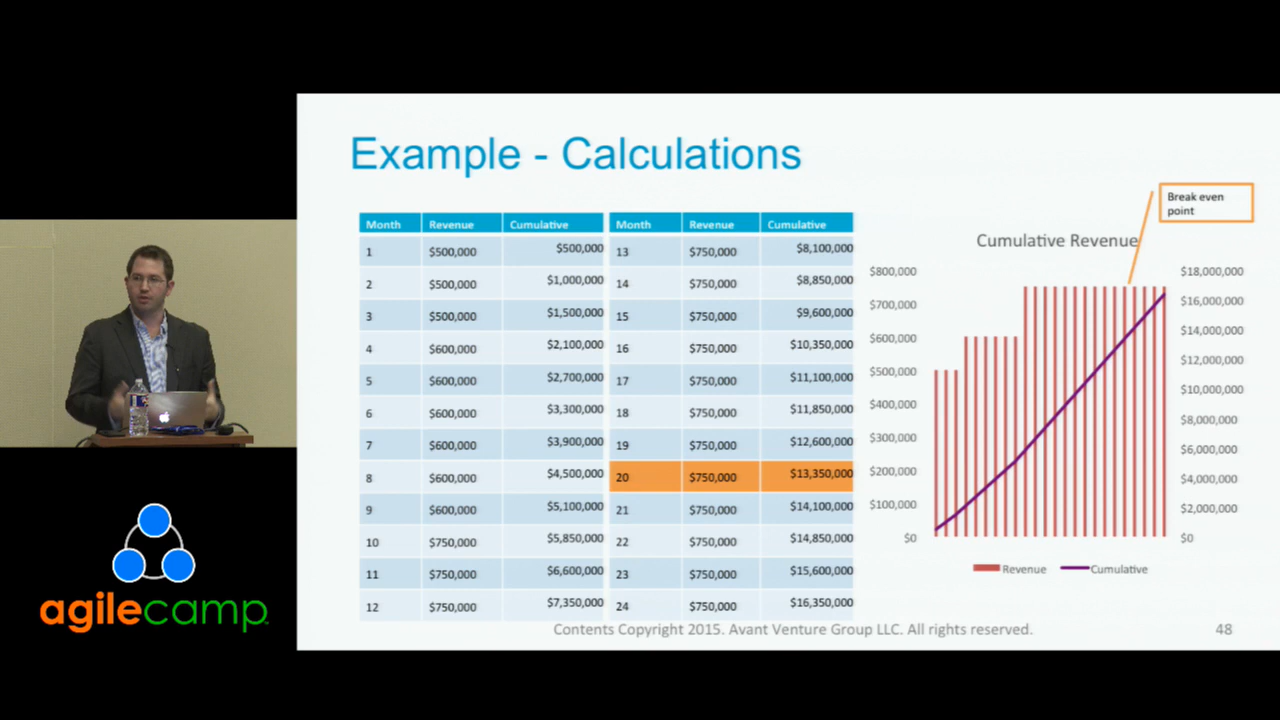 Example - Calculations
Month Revenue Cumulative Month Revenue Cumulative
1 $500,000 $500,000 13 $750,000 $8,100,000
2 $500,000 $1,000,000 14 $750,000 $8,850,000
3 $500,000 $1,500,000 15 $750,000 $9,600,000
4 $600,000 $2,100,000 16 $750,000 $10,350,000
5 $600,000 $2,700,000 17 $750,000 $11,100,000
6 $600,000 $3,300,000 18 $750,000 $11,850,000
7 $600,000 $3,900,000 19 $750,000 $12,600,000
8 $600,000 $4,500,000 20 $750,000 $13,350,000
9 $600,000 $5,100,000 21 $750,000 $14,100,000
10 $750,000 $5,850,000 22 $750,000 $14,850,000
11 $750,000 $6,600,000 23 $750,000 $15,600,000
12 $750,000 $7,350,000 24 $750,000 $16,350,000
Break even
point
Cumulative Revenue
$800,000
$700,000
$600,000
$500,000
$400,000
$300,000
$200,000
$100,000
$0
$18,000,000
$16,000,000
$14,000,000
$12,000,000
$10,000,000
$8,000,000
$6,000,000
$4,000,000
$2,000,000
$0
Revenue Cumulative
Contents Copyright 2015. Avant Venture Group LLC. All rights reserved. 48
agilecamp